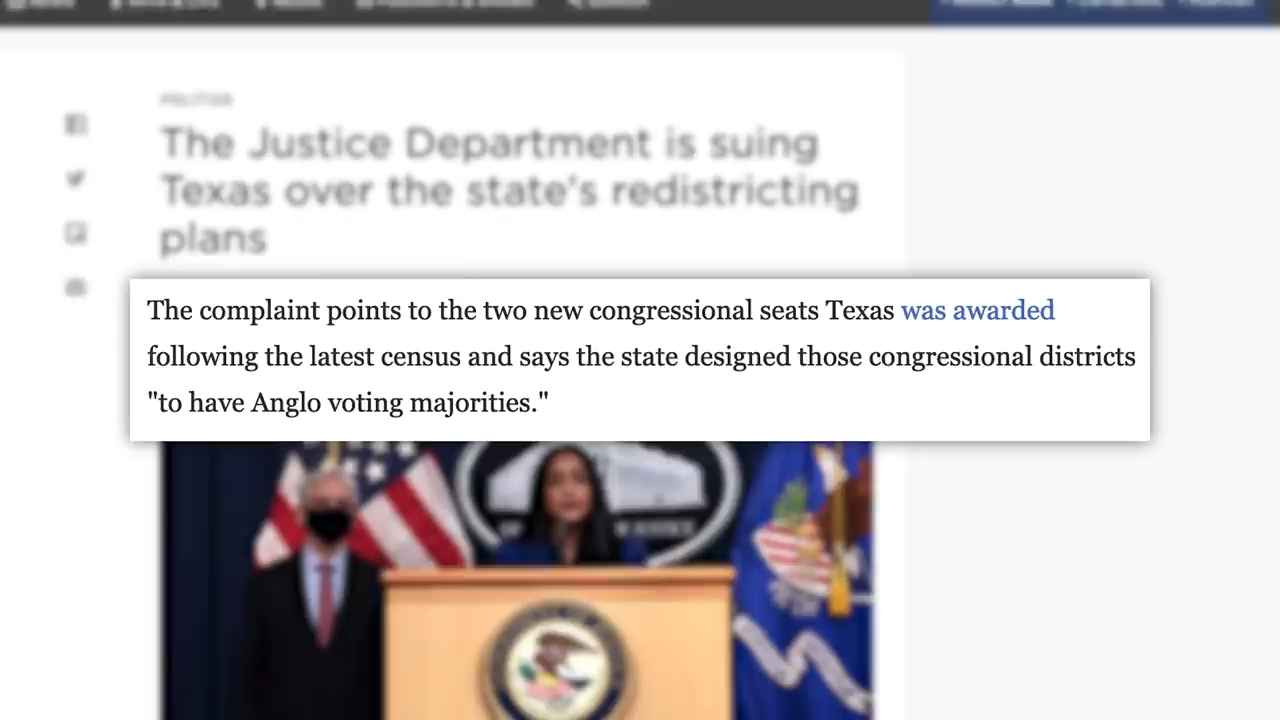 POLITICS
The Justice Department is suing
Texas over the state's redistricting
plans
The complaint points to the two new congressional seats Texas was awarded
following the latest census and says the state designed those congressional districts
"to have Anglo voting majorities."